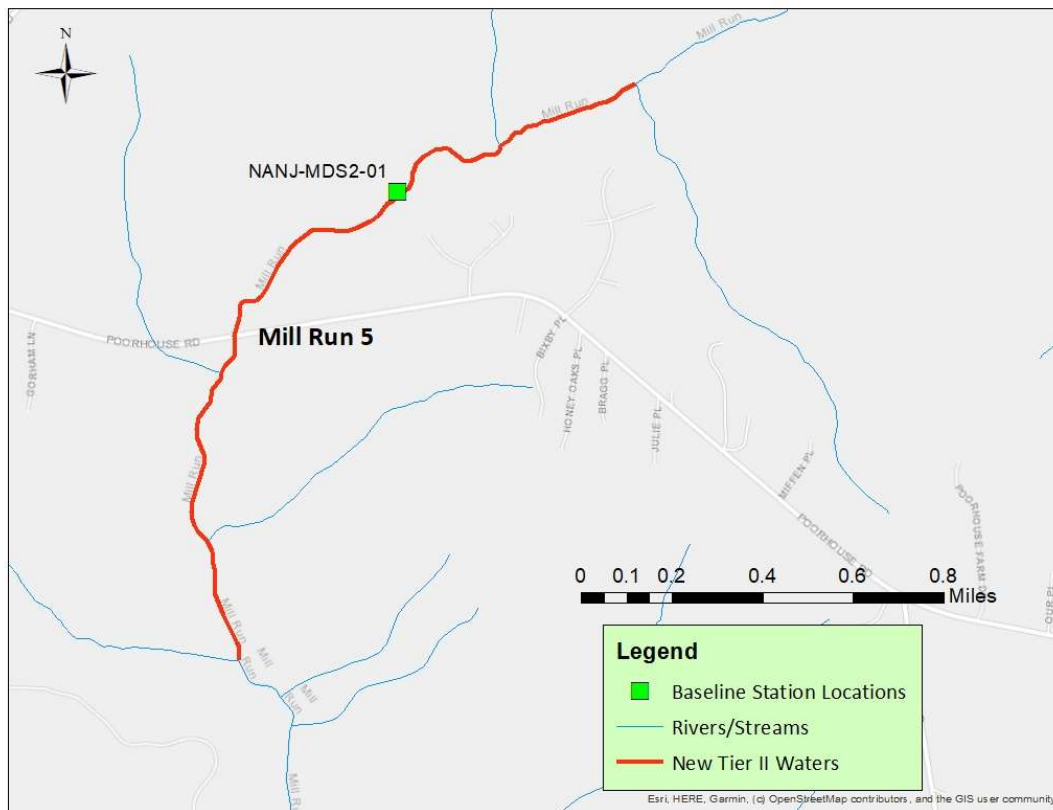 N
Mill Run
Mill Run
NANJ-MDS2-01
Mill Run
Mill Run 5
POORHOUSE RD
GORHAM LN
BIXBY PL
HONEY OAKS PL
BRAGG PL
JULIE PL
MIFFEN PL
POORHOUSE RD
POORHOUSE FARM
OUR PL
Mill Run
Mill Run
Mill Run
Mill Run
0 0.1 0.2 0.4 0.6 0.8
Miles
Legend
Baseline Station Locations
Rivers/Streams
New Tier II Waters
Esri, HERE, Garmin, (c) OpenStreetMap contributors, and the GIS user community